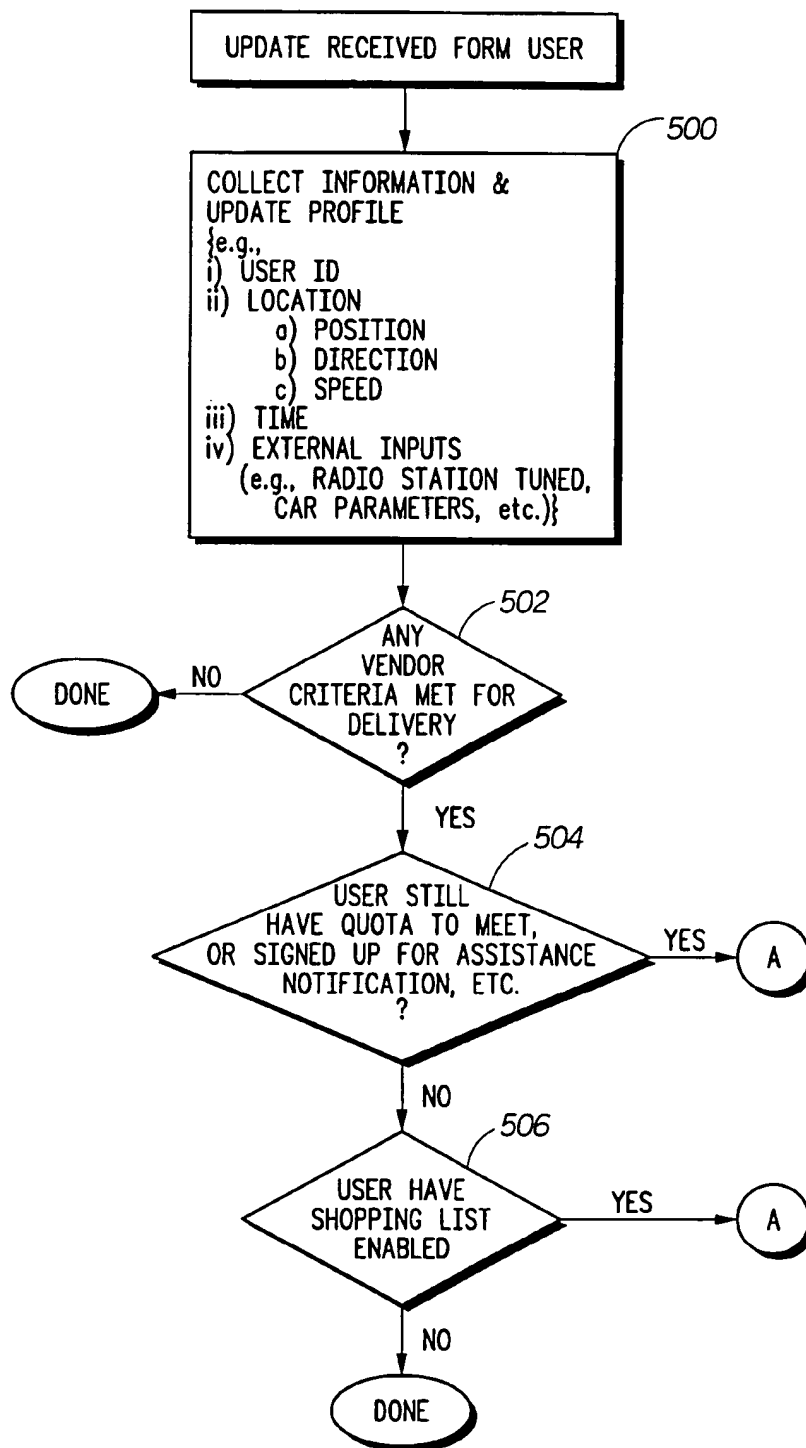 UPDATE RECEIVED FORM USER
500
COLLECT INFORMATION &
UPDATE PROFILE
{e.g.,
i) USER ID
ii) LOCATION
a) POSITION
b) DIRECTION
c) SPEED
iii) TIME
iv) EXTERNAL INPUTS
(e.g., RADIO STATION TUNED,
CAR PARAMETERS, etc.)}
502
ANY
VENDOR
CRITERIA MET FOR
DELIVERY
?
NO
DONE
YES
504
USER STILL
HAVE QUOTA TO MEET,
OR SIGNED UP FOR ASSISTANCE
NOTIFICATION, ETC.
?
YES
A
NO
506
USER HAVE
SHOPPING LIST
ENABLED
YES
A
NO
DONE